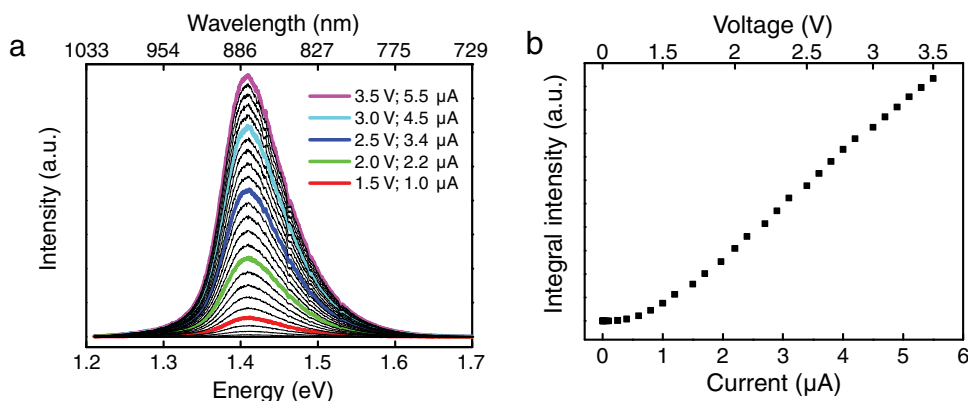 a
Wavelength (nm)
1033 954 886 827 775 729
Intensity (a.u.)
3.5 V; 5.5 µA
3.0 V; 4.5 µA
2.5 V; 3.4 µA
2.0 V; 2.2 µA
1.5 V; 1.0 µA
1.2 1.3 1.4 1.5 1.6 1.7
Energy (eV)
b
Voltage (V)
0 1.5 2 2.5 3 3.5
Integral intensity (a.u.)
0 1 2 3 4 5 6
Current (µA)